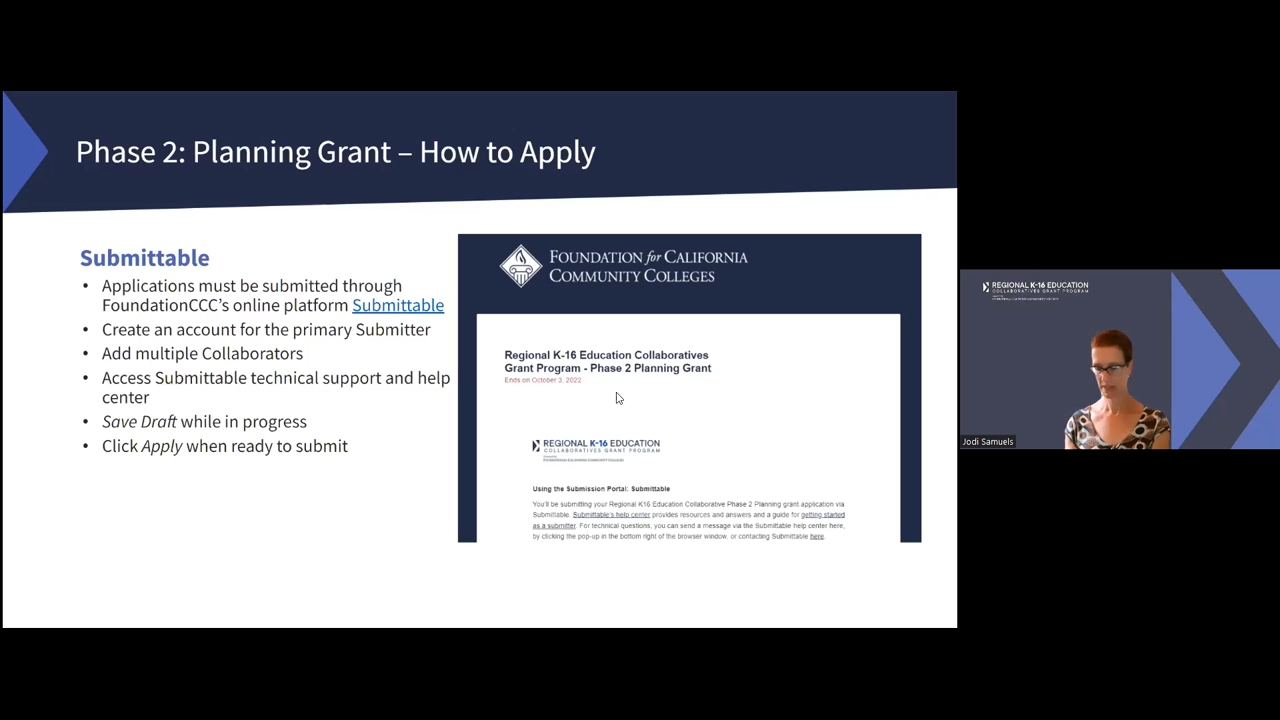 Phase 2: Planning Grant – How to Apply
Submittable
• Applications must be submitted through
FoundationCCC's online platform Submittable
• Create an account for the primary Submitter
• Add multiple Collaborators
• Access Submittable technical support and help
center
• Save Draft while in progress
• Click Apply when ready to submit
FOUNDATION for CALIFORNIA
COMMUNITY COLLEGES
Regional K-16 Education Collaboratives
Grant Program - Phase 2 Planning Grant
Ends on October 3, 2022
REGIONAL K-16 EDUCATION
COLLABORATIVES GRANT PROGRAM
Using the Submission Portal: Submittable
You'll be submitting your Regional K16 Education Collaborative Phase 2 Planning grant application via
Submittable. Submittable's help center provides resources and answers and a guide for getting started
as a submitter. For technical questions, you can send a message via the Submittable help center here,
by clicking the pop-up in the bottom right of the browser window, or contacting Submittable here.
REGIONAL K-16 EDUCATION
COLLABORATIVES GRANT PROGRAM
Jodi Samuels